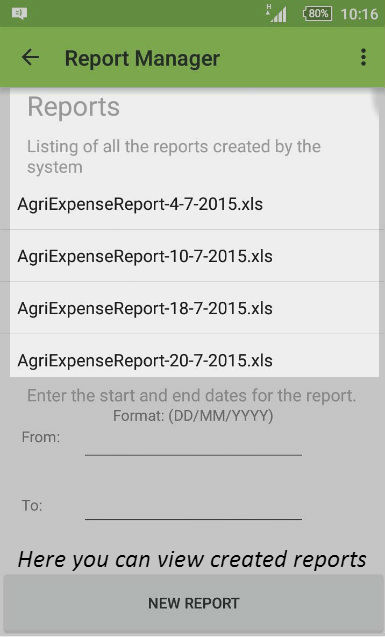 H 80% 10:16
Report Manager
Reports
Listing of all the reports created by the
system
AgriExpenseReport-4-7-2015.xls
AgriExpenseReport-10-7-2015.xls
AgriExpenseReport-18-7-2015.xls
AgriExpenseReport-20-7-2015.xls
Enter the start and end dates for the report.
Format: (DD/MM/YYYY)
From:
To:
Here you can view created reports
NEW REPORT